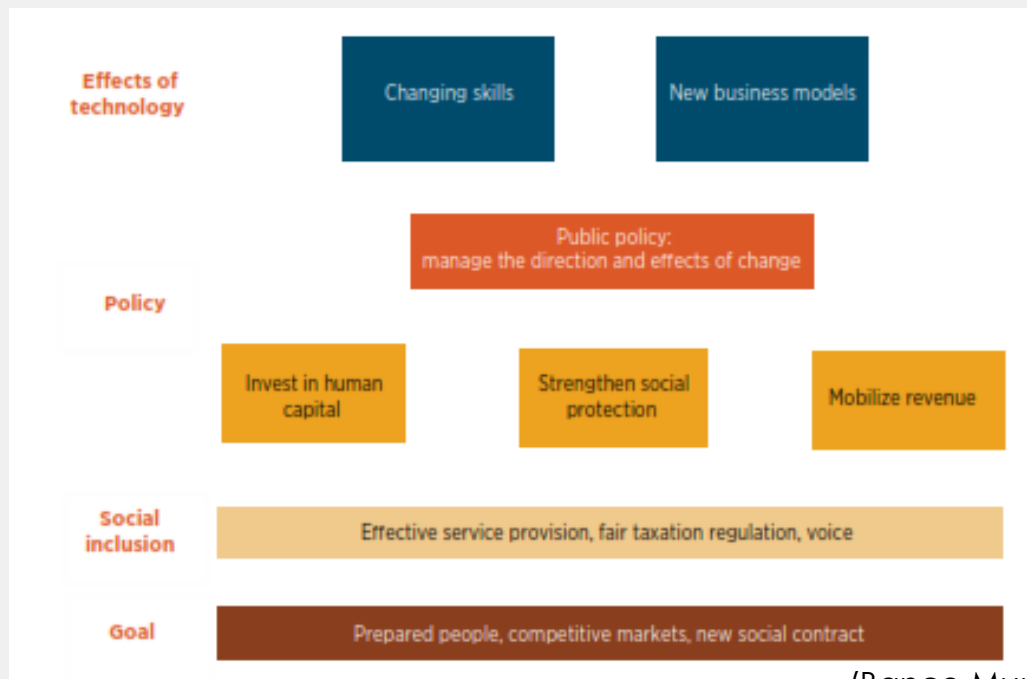 Effects of
technology
Changing skills
New business models
Public policy:
manage the direction and effects of change
Policy
Invest in human
capital
Strengthen social
protection
Mobilize revenue
Social
inclusion
Effective service provision, fair taxation regulation, voice
Goal
Prepared people, competitive markets, new social contract